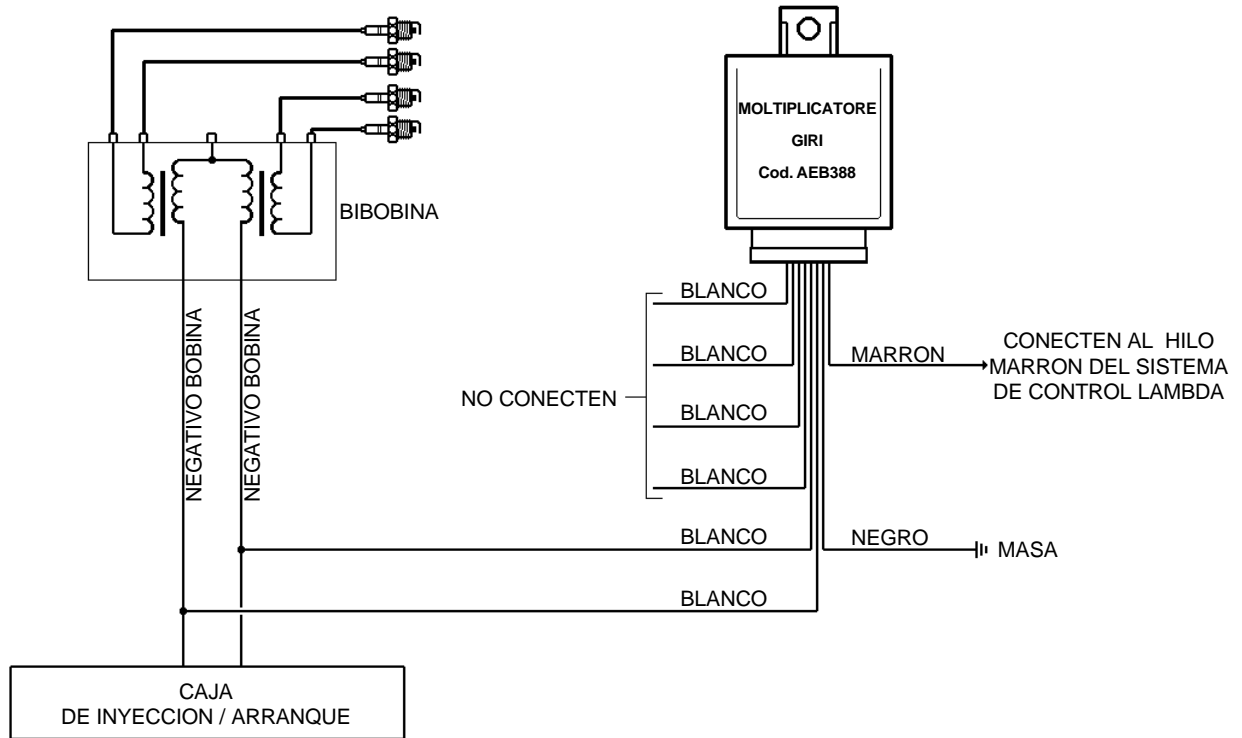 MOLTIPLICATORE
GIRI
Cod. AEB388
BIBOBINA
NEGATIVO BOBINA
NEGATIVO BOBINA
BLANCO
BLANCO
BLANCO
BLANCO
NO CONECTEN
MARRON
CONECTEN AL HILO
MARRON DEL SISTEMA
DE CONTROL LAMBDA
BLANCO
NEGRO
MASA
BLANCO
CAJA
DE INYECCION / ARRANQUE